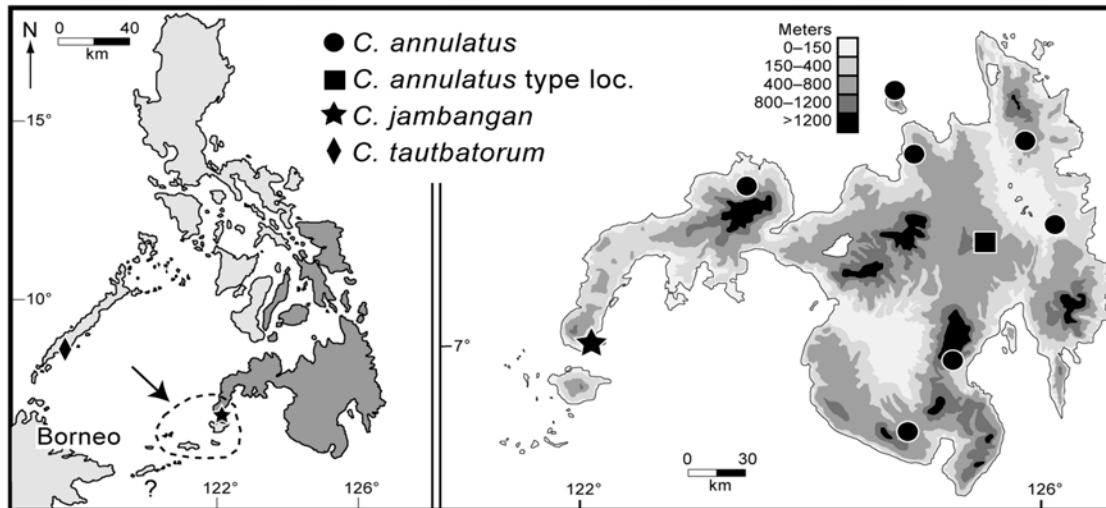 N
0 40
km
C. annulatus
C. annulatus type loc.
C. jambangan
C. tautbatorum
15°
10°
Borneo
?
122° 126°
Meters
0–150
150–400
400–800
800–1200
>1200
7°
0 30
km
122° 126°